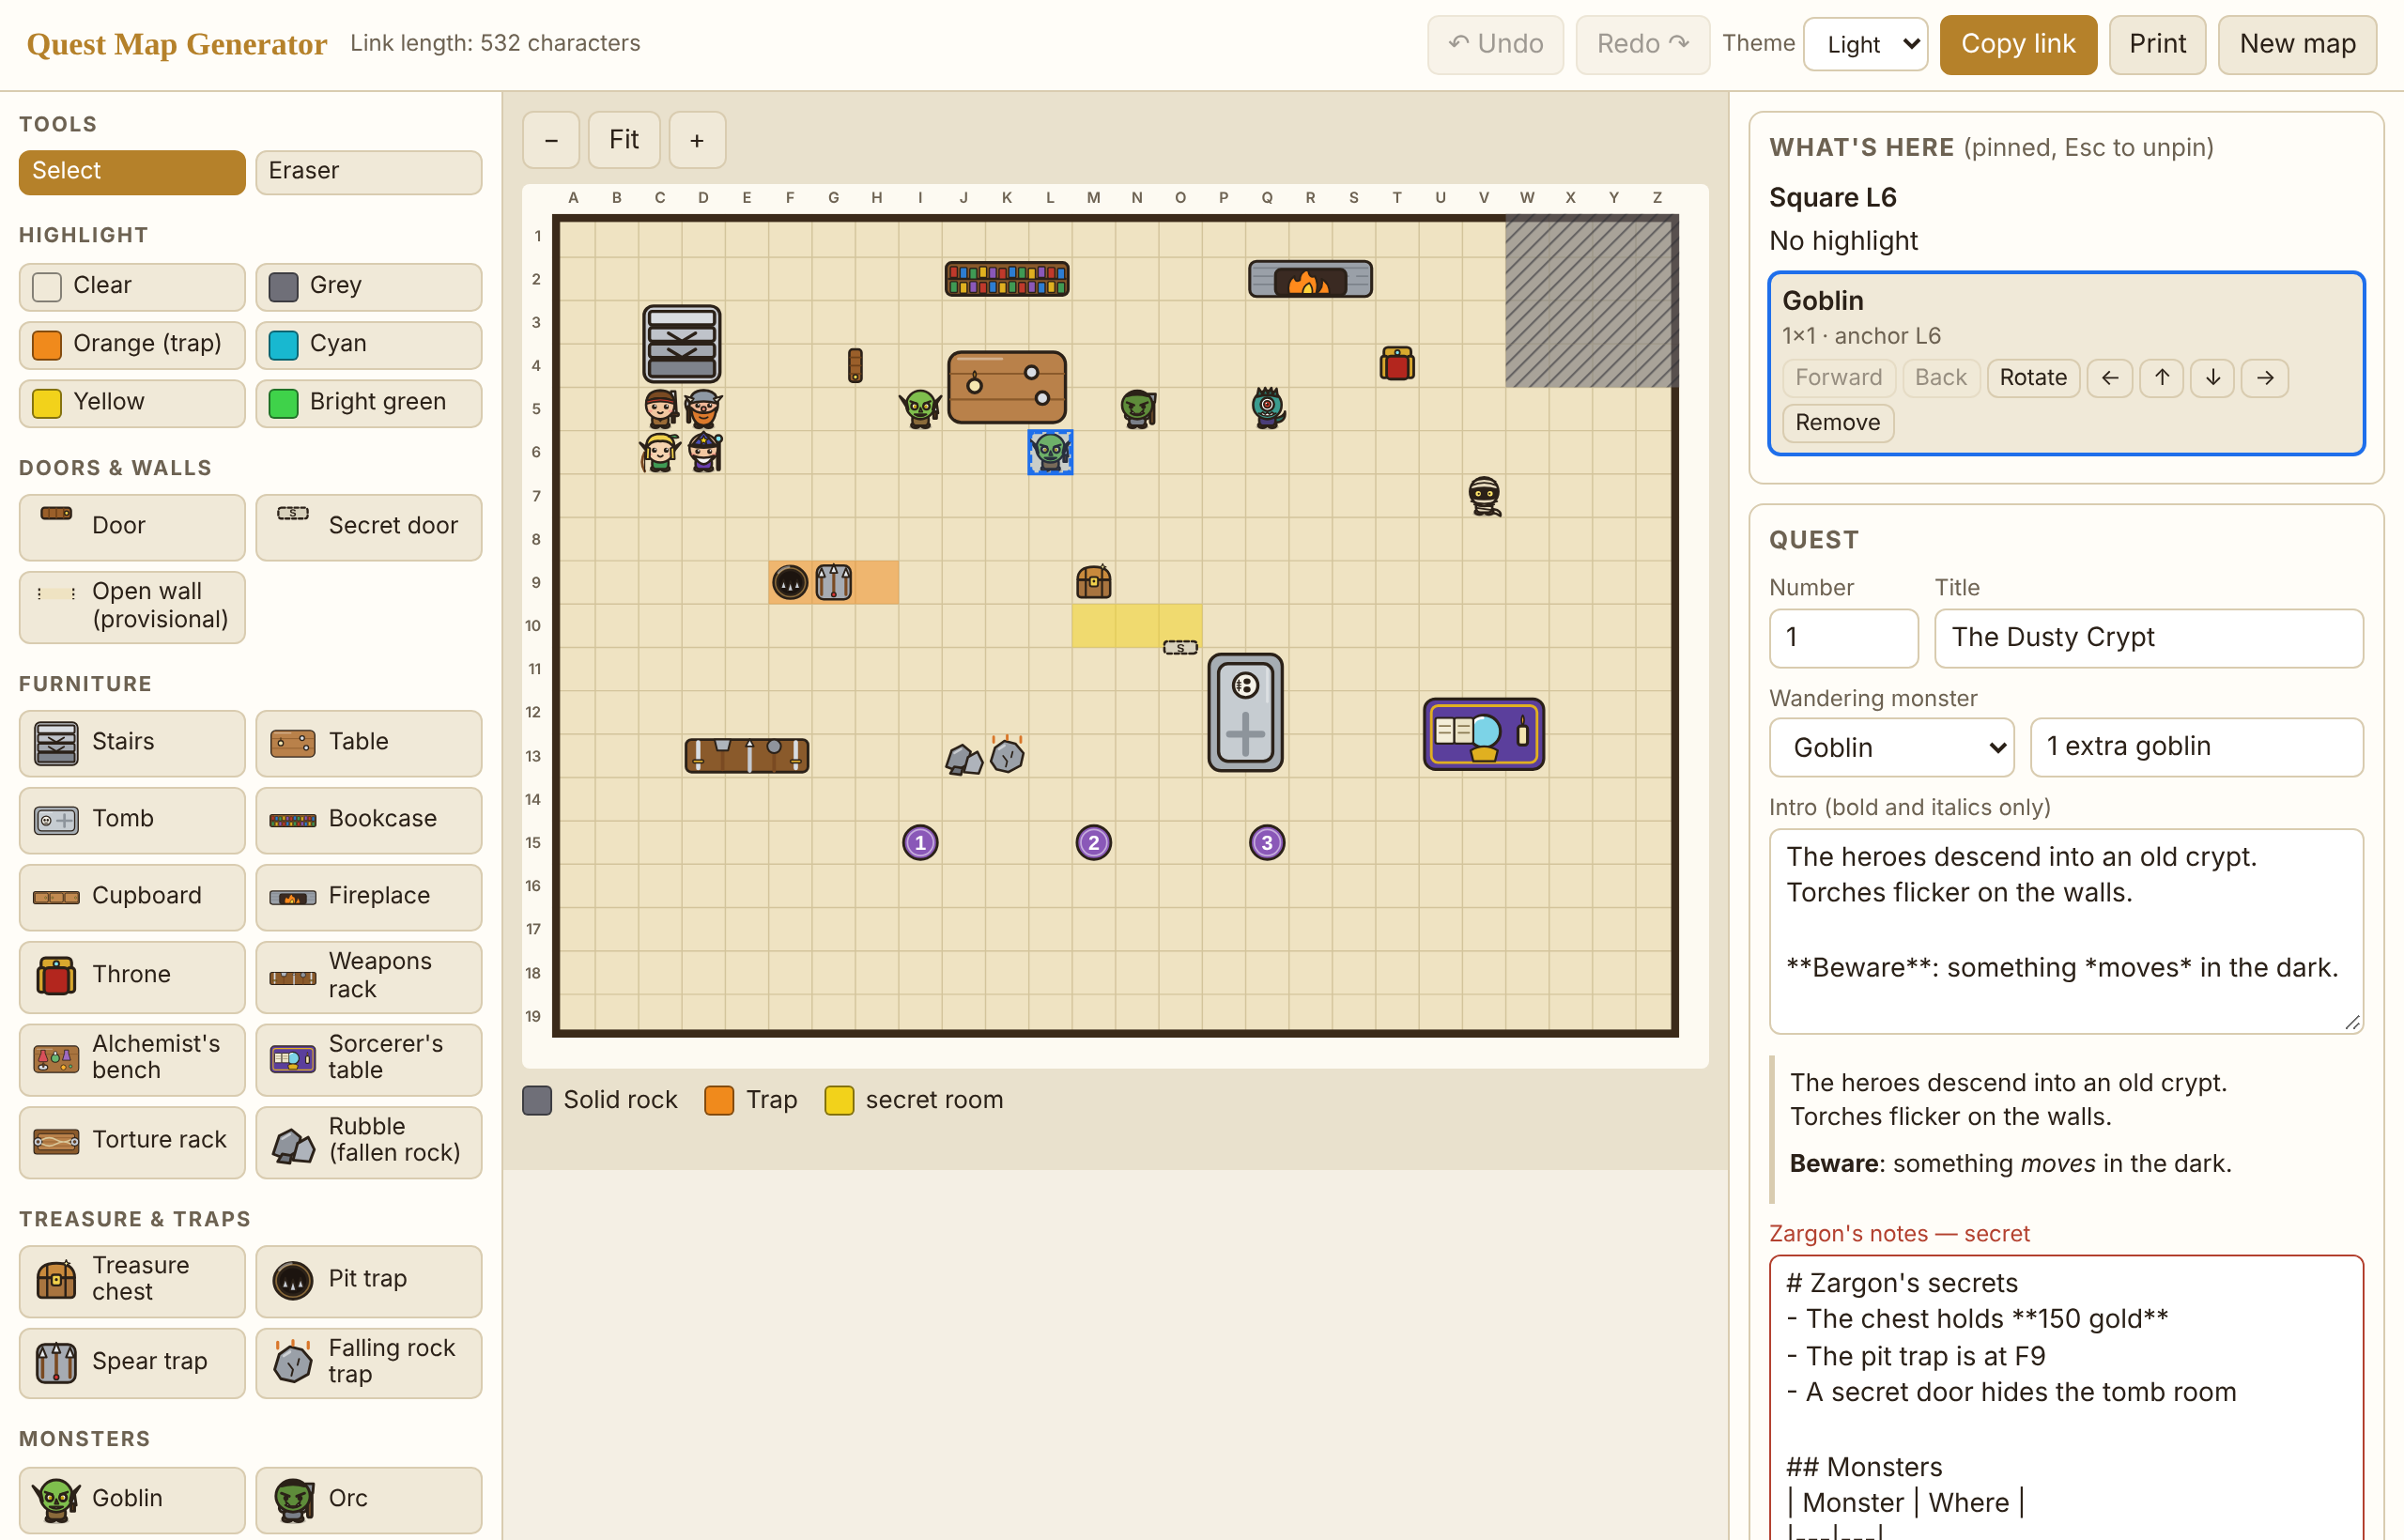 Quest Map Generator
Link length: 532 characters
↶ Undo
Redo ↷
Theme
Light
Copy link
Print
New map
TOOLS
Select
Eraser
HIGHLIGHT
Clear
Grey
Orange (trap)
Cyan
Yellow
Bright green
DOORS & WALLS
Door
S
Secret door
Open wall
(provisional)
FURNITURE
Stairs
Table
Tomb
Bookcase
Cupboard
Fireplace
Throne
Weapons
rack
Alchemist's
bench
Sorcerer's
table
Torture rack
Rubble
(fallen rock)
TREASURE & TRAPS
Treasure
chest
Pit trap
Spear trap
Falling rock
trap
MONSTERS
Goblin
Orc
−
Fit
+
A B C D E F G H I J K L M N O P Q R S T U V W X Y Z
1
2
3
4
5
6
7
8
9
10
S
11
12
13
14
15
1 2 3
16
17
18
19
Solid rock
Trap
secret room
WHAT'S HERE (pinned, Esc to unpin)
Square L6
No highlight
Goblin
1×1 · anchor L6
Forward
Back
Rotate
←
↑
↓
→
Remove
QUEST
Number
Title
1
The Dusty Crypt
Wandering monster
Goblin
1 extra goblin
Intro (bold and italics only)
The heroes descend into an old crypt.
Torches flicker on the walls.
**Beware**: something *moves* in the dark.
The heroes descend into an old crypt.
Torches flicker on the walls.
Beware: something moves in the dark.
Zargon's notes — secret
# Zargon's secrets
- The chest holds **150 gold**
- The pit trap is at F9
- A secret door hides the tomb room
## Monsters
| Monster | Where |
|---|---|